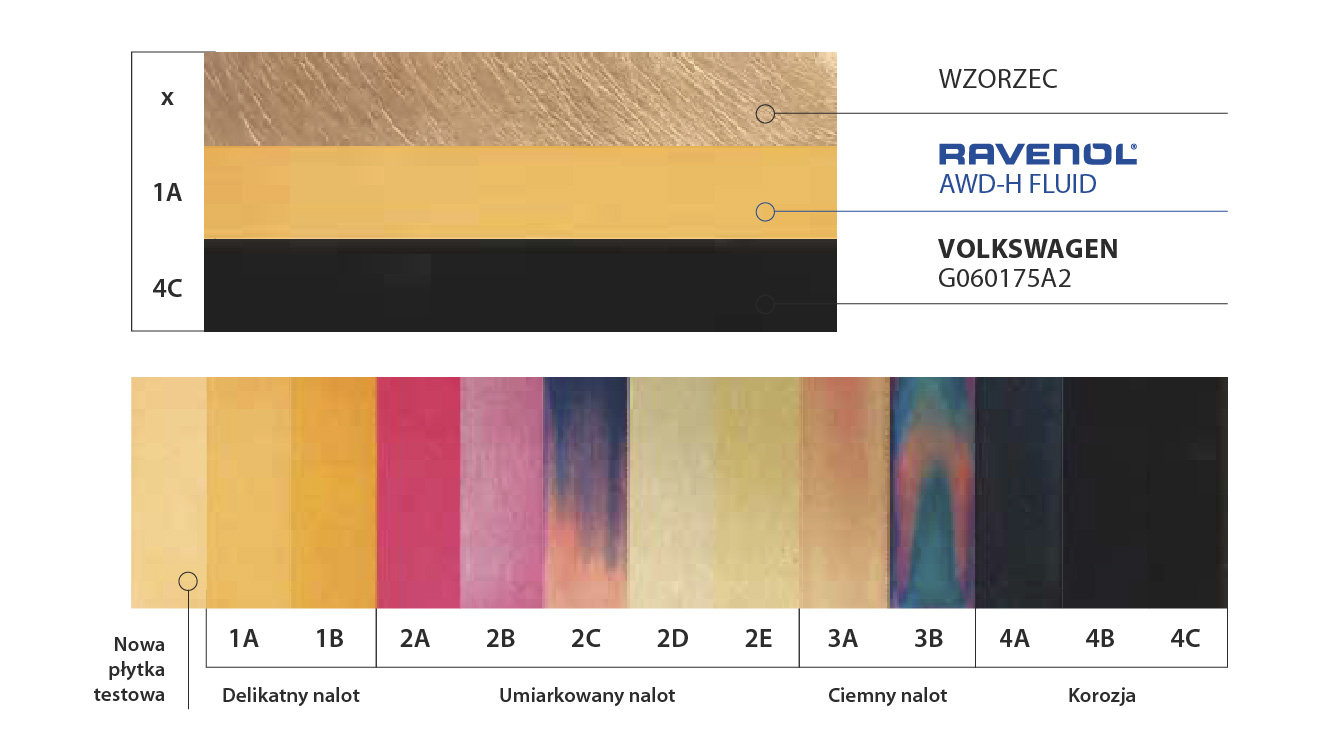 x
WZORZEC
1A
RAVENOL®
AWD-H FLUID
4C
VOLKSWAGEN
G060175A2
Nowa
płytka
testowa
1A 1B 2A 2B 2C 2D 2E 3A 3B 4A 4B 4C
Delikatny nalot Umiarkowany nalot Ciemny nalot Korozja